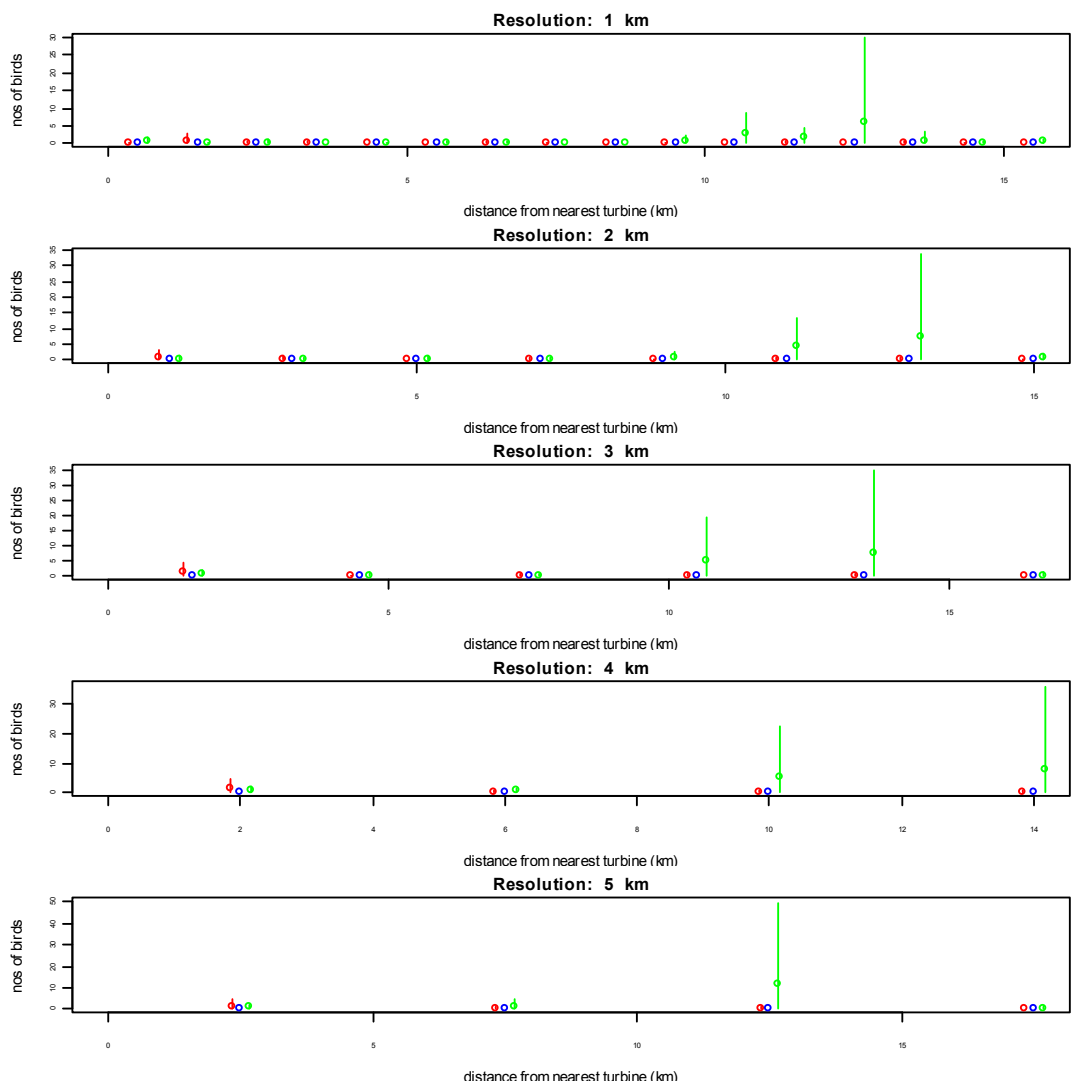 Resolution: 1 km
nos of birds
0 5 10 15 20 25 30
0 5 10 15
distance from nearest turbine (km)
Resolution: 2 km
nos of birds
0 5 10 15 20 25 30 35
0 5 10 15
distance from nearest turbine (km)
Resolution: 3 km
nos of birds
0 5 10 15 20 25 30 35
0 5 10 15
distance from nearest turbine (km)
Resolution: 4 km
nos of birds
0 10 20 30
0 2 4 6 8 10 12 14
distance from nearest turbine (km)
Resolution: 5 km
nos of birds
0 10 20 30 40 50
0 5 10 15
distance from nearest turbine (km)